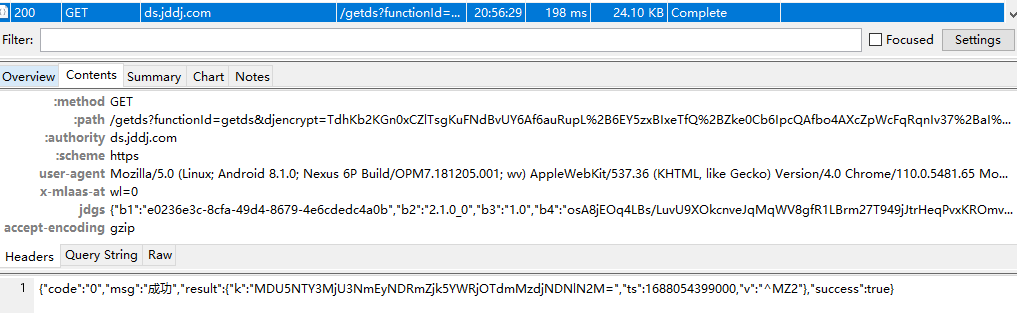 200 GET ds.jddj.com /getds?functionId=... 20:56:29 198 ms 24.10 KB Complete
Filter: Focused Settings
Overview Contents Summary Chart Notes
:method GET
:path /getds?functionId=getds&djencrypt=TdhKb2KGn0xCZlTsgKuFNdBvUY6Af6auRupL%2B6EY5zxBIxeTfQ%2BZke0Cb6IpcQAfbo4AXcZpWcFqRqnIv37%2BaI%...
:authority ds.jddj.com
:scheme https
user-agent Mozilla/5.0 (Linux; Android 8.1.0; Nexus 6P Build/OPM7.181205.001; wv) AppleWebKit/537.36 (KHTML, like Gecko) Version/4.0 Chrome/110.0.5481.65 Mo...
x-mlaas-at wl=0
jdgs {"b1":"e0236e3c-8cfa-49d4-8679-4e6cdedc4a0b","b2":"2.1.0_0","b3":"1.0","b4":"osA8jEOq4LBs/LuvU9XOkcnveJqMqWV8gfR1LBrm27T949jJtrHeqPvxKROmv...
accept-encoding gzip
Headers Query String Raw
1 {"code":"0","msg":"成功","result":{"k":"MDU5NTY3MjU3NmEyNDRmZjk5YWRjOTdmMzdjNDNlN2M=","ts":1688054399000,"v":"^MZ2"},"success":true}